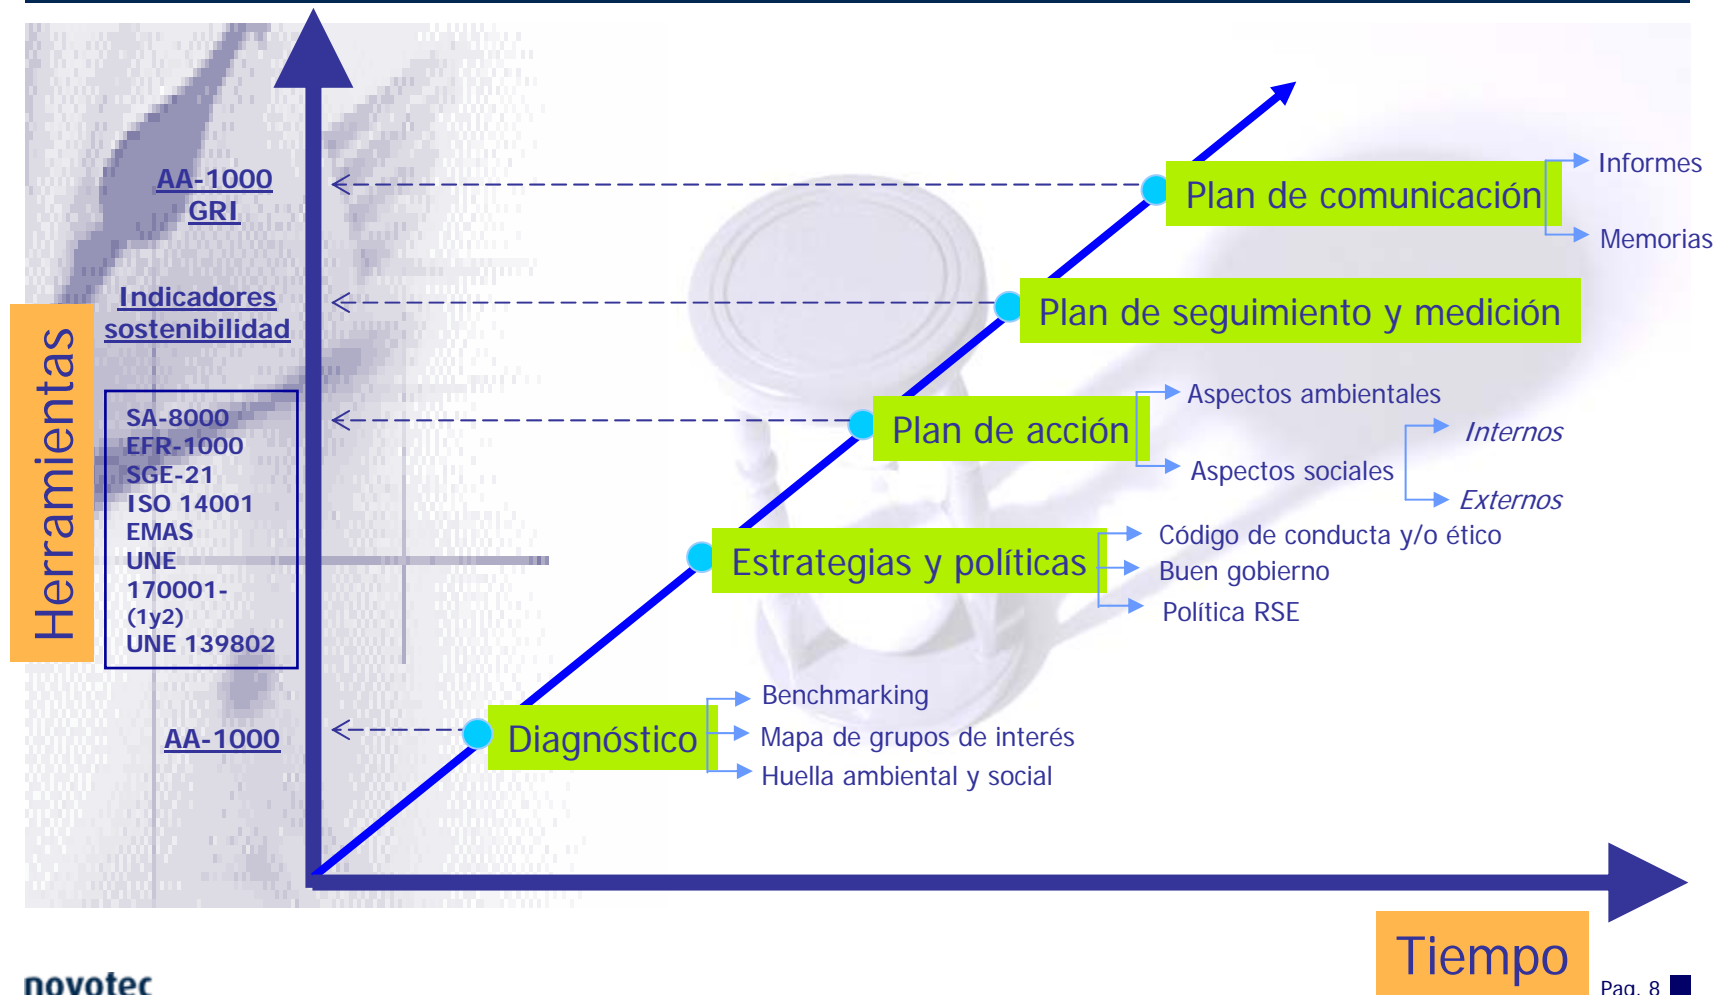 AA-1000
GRI
Indicadores
sostenibilidad
Herramientas
SA-8000
EFR-1000
SGE-21
ISO 14001
EMAS
UNE
170001-
(1y2)
UNE 139802
AA-1000
Plan de comunicación
Informes
Memorias
Plan de seguimiento y medición
Plan de acción
Aspectos ambientales
Aspectos sociales
Internos
Externos
Estrategias y políticas
Código de conducta y/o ético
Buen gobierno
Política RSE
Diagnóstico
Benchmarking
Mapa de grupos de interés
Huella ambiental y social
Tiempo
novotec
Pag. 8